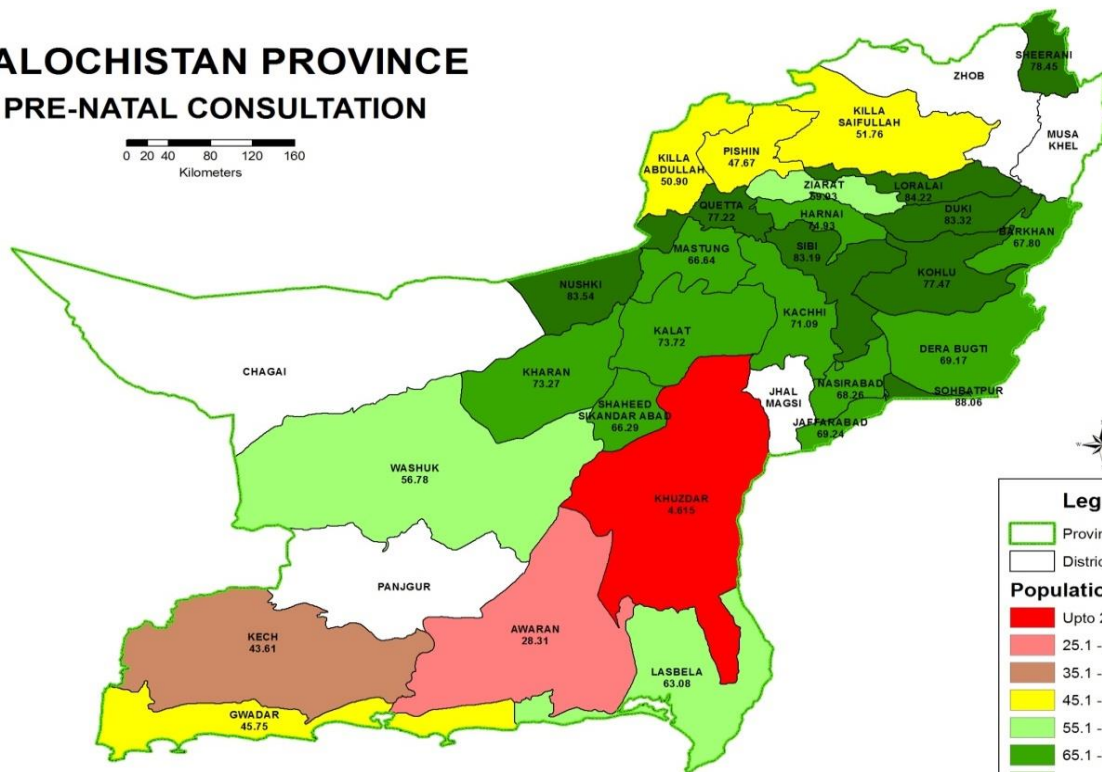 ALOCHISTAN PROVINCE
PRE-NATAL CONSULTATION
0 20 40 80 120 160
Kilometers
SHEERANI
78.45
ZHOB
KILLA
SAIFULLAH
51.76
MUSA
KHEL
PISHIN
47.67
KILLA
ABDULLAH
50.90
ZIARAT
LORALAI
84.22
QUETTA
77.22
HARNAI
74.93
DUKI
83.32
BARKHAN
67.80
MASTUNG
66.64
SIBI
83.19
KOHLU
77.47
NUSHKI
83.54
KACHHI
71.09
KALAT
73.72
DERA BUGTI
69.17
CHAGAI
KHARAN
73.27
JHAL
MAGSI
NASIRABAD
68.26
SOHBATPUR
88.06
SHAHEED
SIKANDAR ABAD
66.29
JAFFARABAD
69.24
WASHUK
56.78
KHUZDAR
4.615
W
PANJGUR
KECH
43.61
AWARAN
28.31
LASBELA
63.08
GWADAR
45.75
Leg
Provin
Distric
Populatio
Upto 2
25.1 -
35.1 -
45.1 -
55.1 -
65.1 -